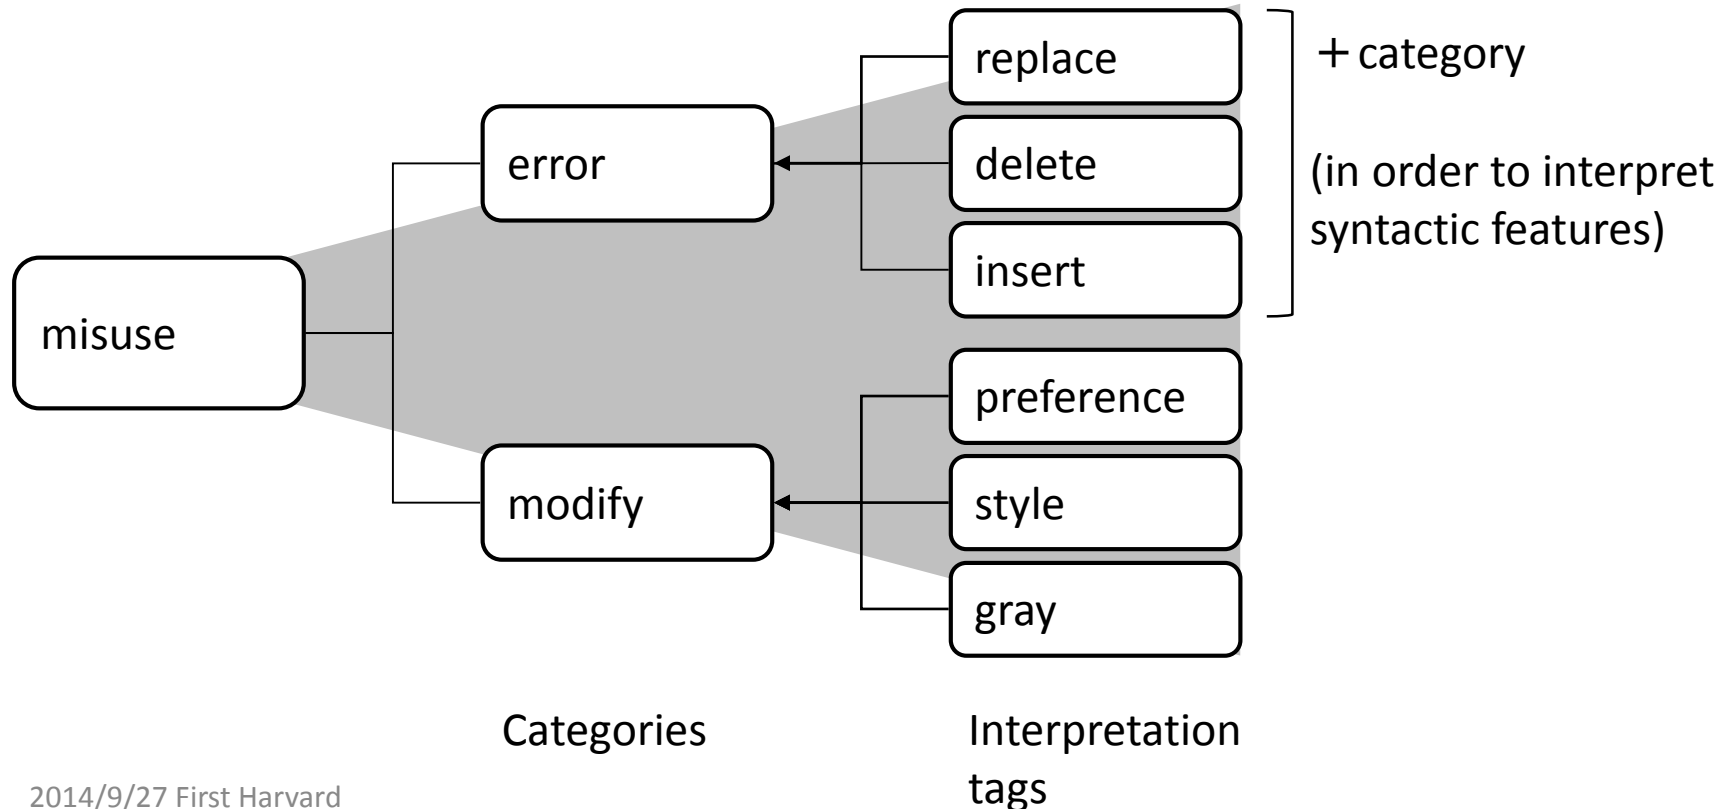 replace
＋category
error
delete
(in order to interpret
syntactic features)
insert
misuse
preference
modify
style
gray
Categories
Interpretation
tags
2014/9/27 First Harvard